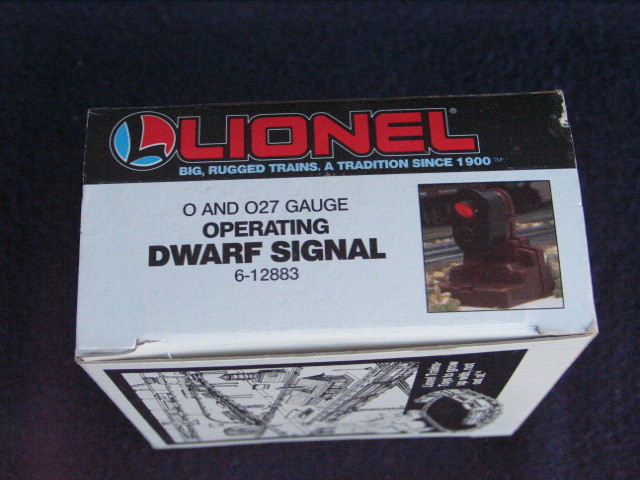 LIONEL®
BIG, RUGGED TRAINS. A TRADITION SINCE 1900™
O AND O27 GAUGE
OPERATING
DWARF SIGNAL
6-12883